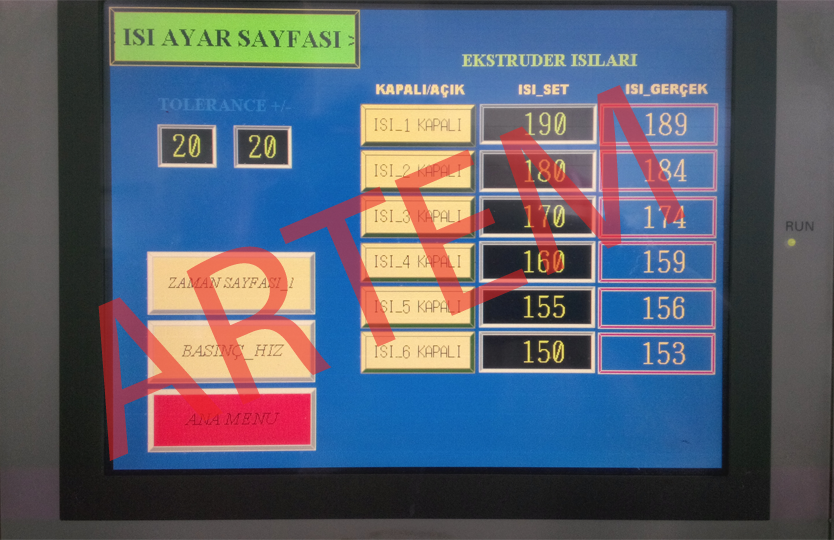 ISI AYAR SAYFASI >
EKSTRUDER ISILARI
KAPALI/AÇIK ISI_SET ISI_GERÇEK
TOLERANCE +/-
20 20
ISI_1 KAPALI 190 189
ISI_2 KAPALI 180 184
ISI_3 KAPALI 170 174
ISI_4 KAPALI 160 159
ISI_5 KAPALI 155 156
ISI_6 KAPALI 150 153
ZAMAN SAYFASI_1
BASINÇ_HIZ
ANA MENU
RUN
ARTEM